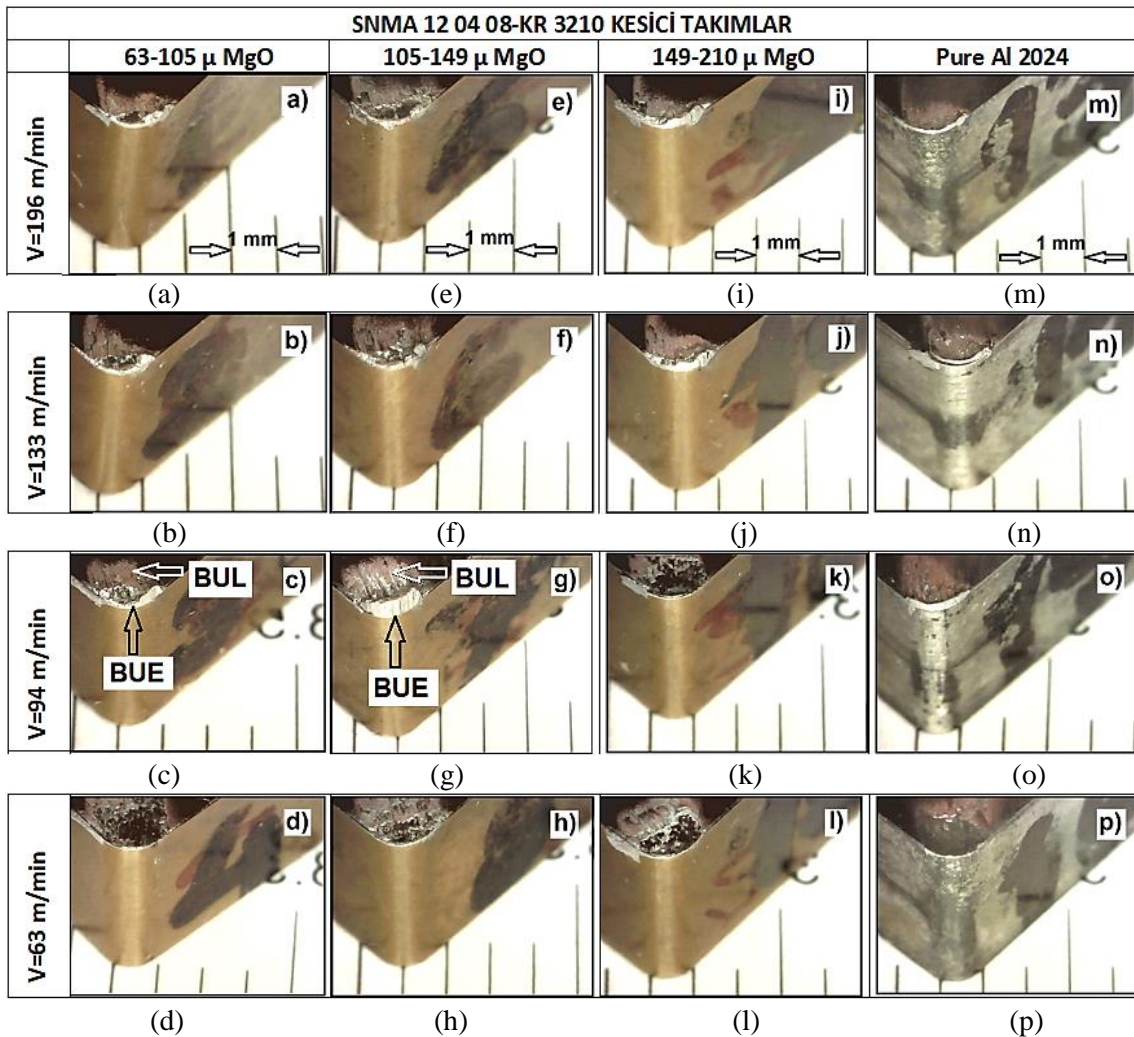 SNMA 12 04 08-KR 3210 KESİCİ TAKIMLAR
63-105 µ MgO 105-149 µ MgO 149-210 µ MgO Pure Al 2024
V=196 m/min
a) e) i) m)
1 mm 1 mm 1 mm 1 mm
(a) (e) (i) (m)
V=133 m/min
b) f) j) n)
(b) (f) (j) (n)
V=94 m/min
c) g) k) o)
BUL BUL
BUE BUE
(c) (g) (k) (o)
V=63 m/min
d) h) l) p)
(d) (h) (l) (p)